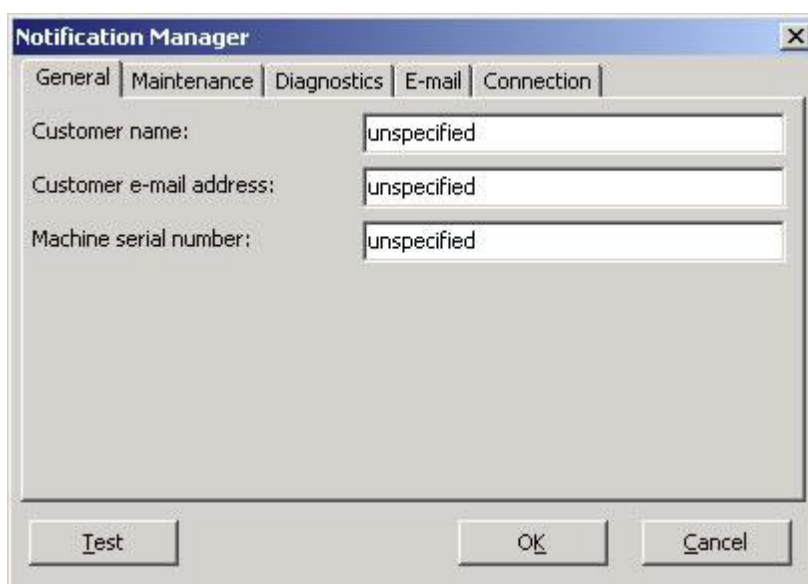 Notification Manager
General Maintenance Diagnostics E-mail Connection
Customer name: unspecified
Customer e-mail address: unspecified
Machine serial number: unspecified
Test OK Cancel